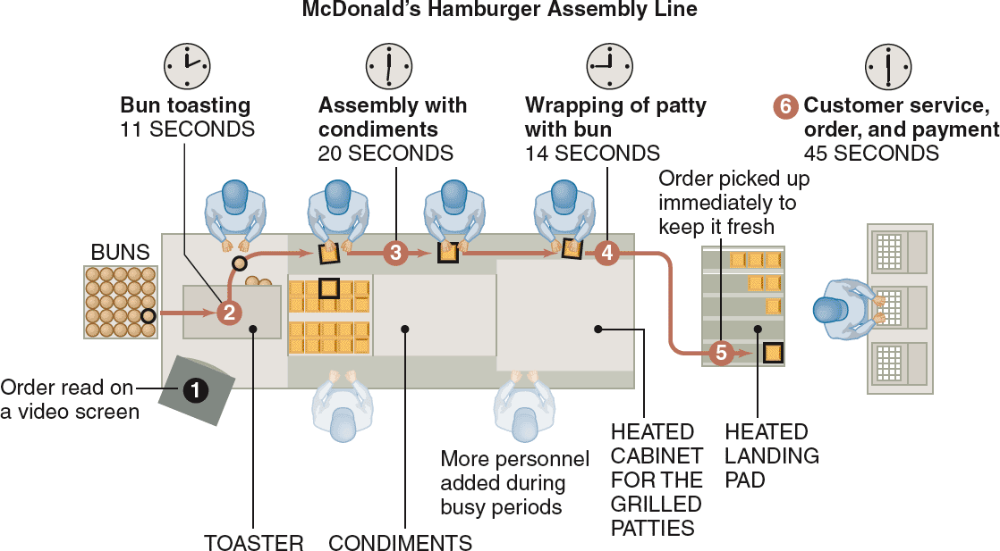 McDonald's Hamburger Assembly Line
Bun toasting
11 SECONDS
Assembly with
condiments
20 SECONDS
Wrapping of patty
with bun
14 SECONDS
6 Customer service,
order, and payment
45 SECONDS
Order picked up
immediately to
keep it fresh
BUNS
2
3
4
5
Order read on
a video screen
1
More personnel
added during
busy periods
HEATED
CABINET
FOR THE
GRILLED
PATTIES
HEATED
LANDING
PAD
TOASTER
CONDIMENTS